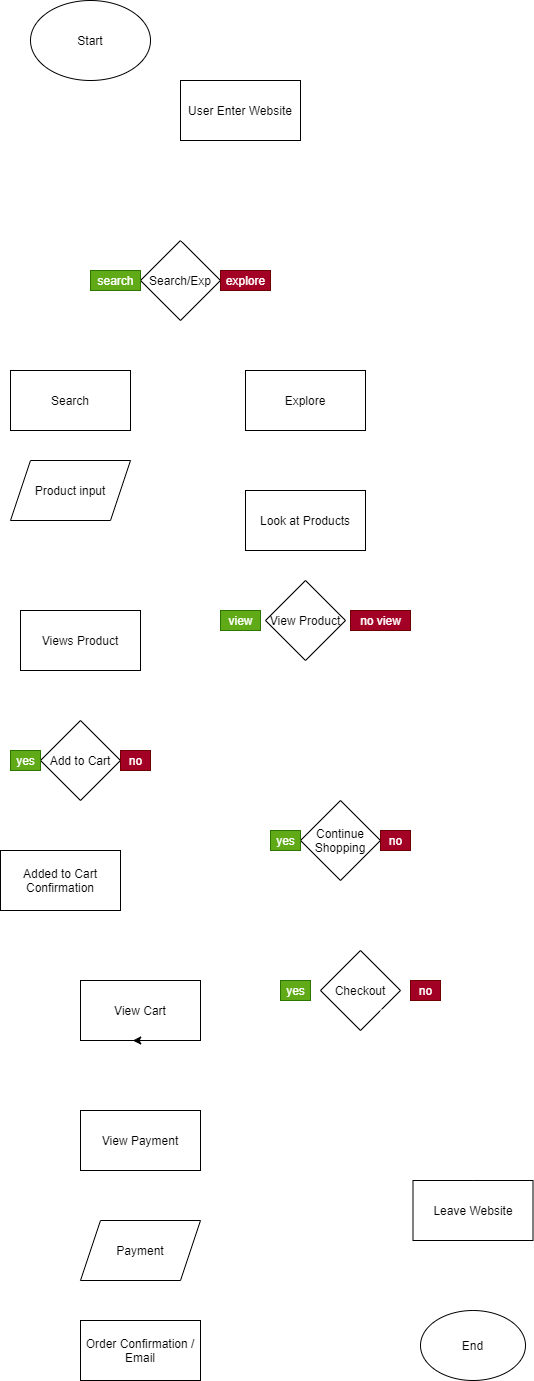 Start
User Enter Website
search
Search/Exp
explore
Search
Explore
Product input
Look at Products
view
View Product
no view
Views Product
yes
Add to Cart
no
yes
Continue
Shopping
no
Added to Cart
Confirmation
yes
Checkout
no
View Cart
View Payment
Leave Website
Payment
Order Confirmation /
Email
End